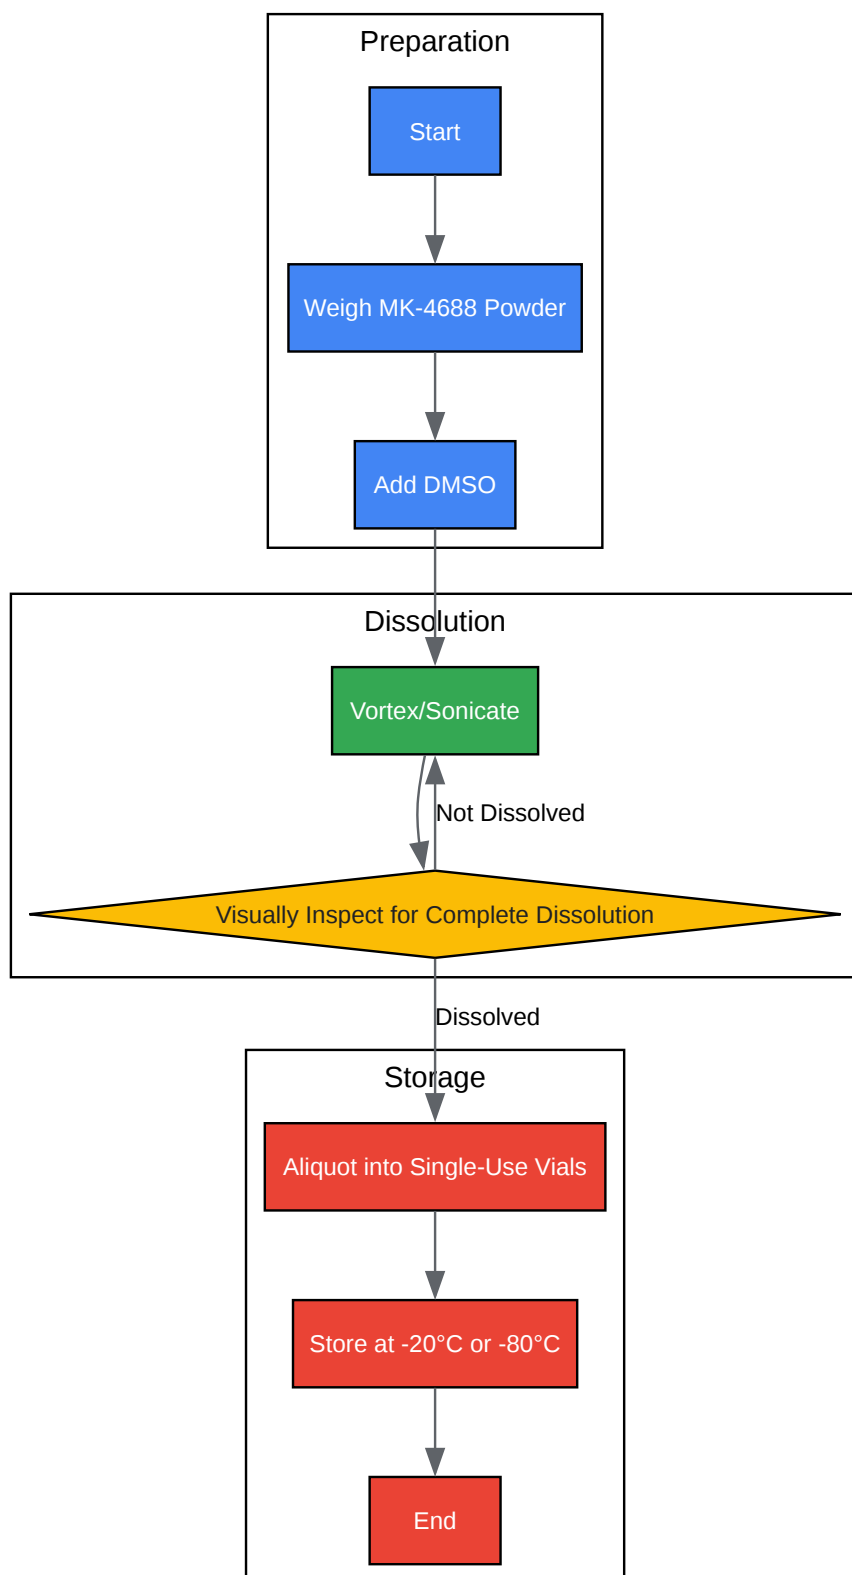 Preparation
Start
Weigh MK-4688 Powder
Add DMSO
Dissolution
Vortex/Sonicate
Not Dissolved
Visually Inspect for Complete Dissolution
Dissolved
Storage
Aliquot into Single-Use Vials
Store at -20°C or -80°C
End